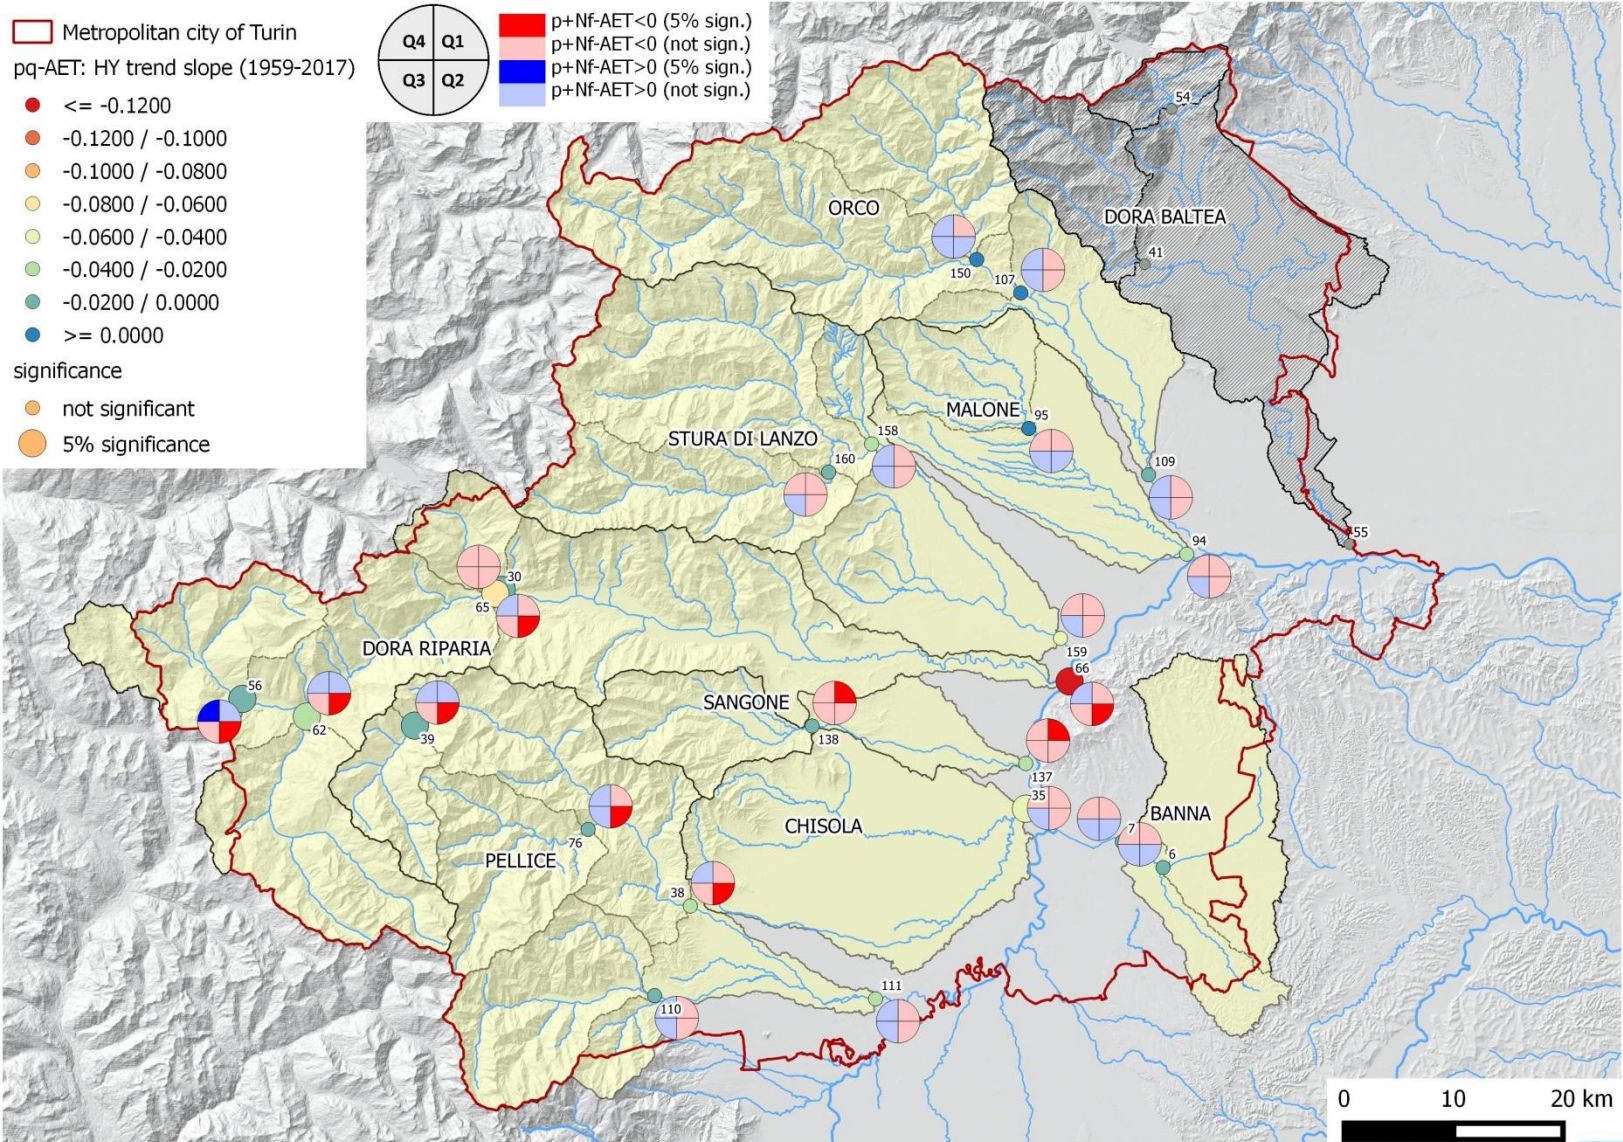 Metropolitan city of Turin
pq-AET: HY trend slope (1959-2017)
<= -0.1200
-0.1200 / -0.1000
-0.1000 / -0.0800
-0.0800 / -0.0600
-0.0600 / -0.0400
-0.0400 / -0.0200
-0.0200 / 0.0000
>= 0.0000
significance
not significant
5% significance
Q4 Q1
Q3 Q2
p+Nf-AET<0 (5% sign.)
p+Nf-AET<0 (not sign.)
p+Nf-AET>0 (5% sign.)
p+Nf-AET>0 (not sign.)
54
ORCO
DORA BALTEA
41
150
107
MALONE
95
STURA DI LANZO
158
160
109
94
55
30
65
DORA RIPARIA
159
66
56
62
39
SANGONE
138
137
35
7
BANNA
6
CHISOLA
76
PELLICE
38
110
111
0 10 20 km